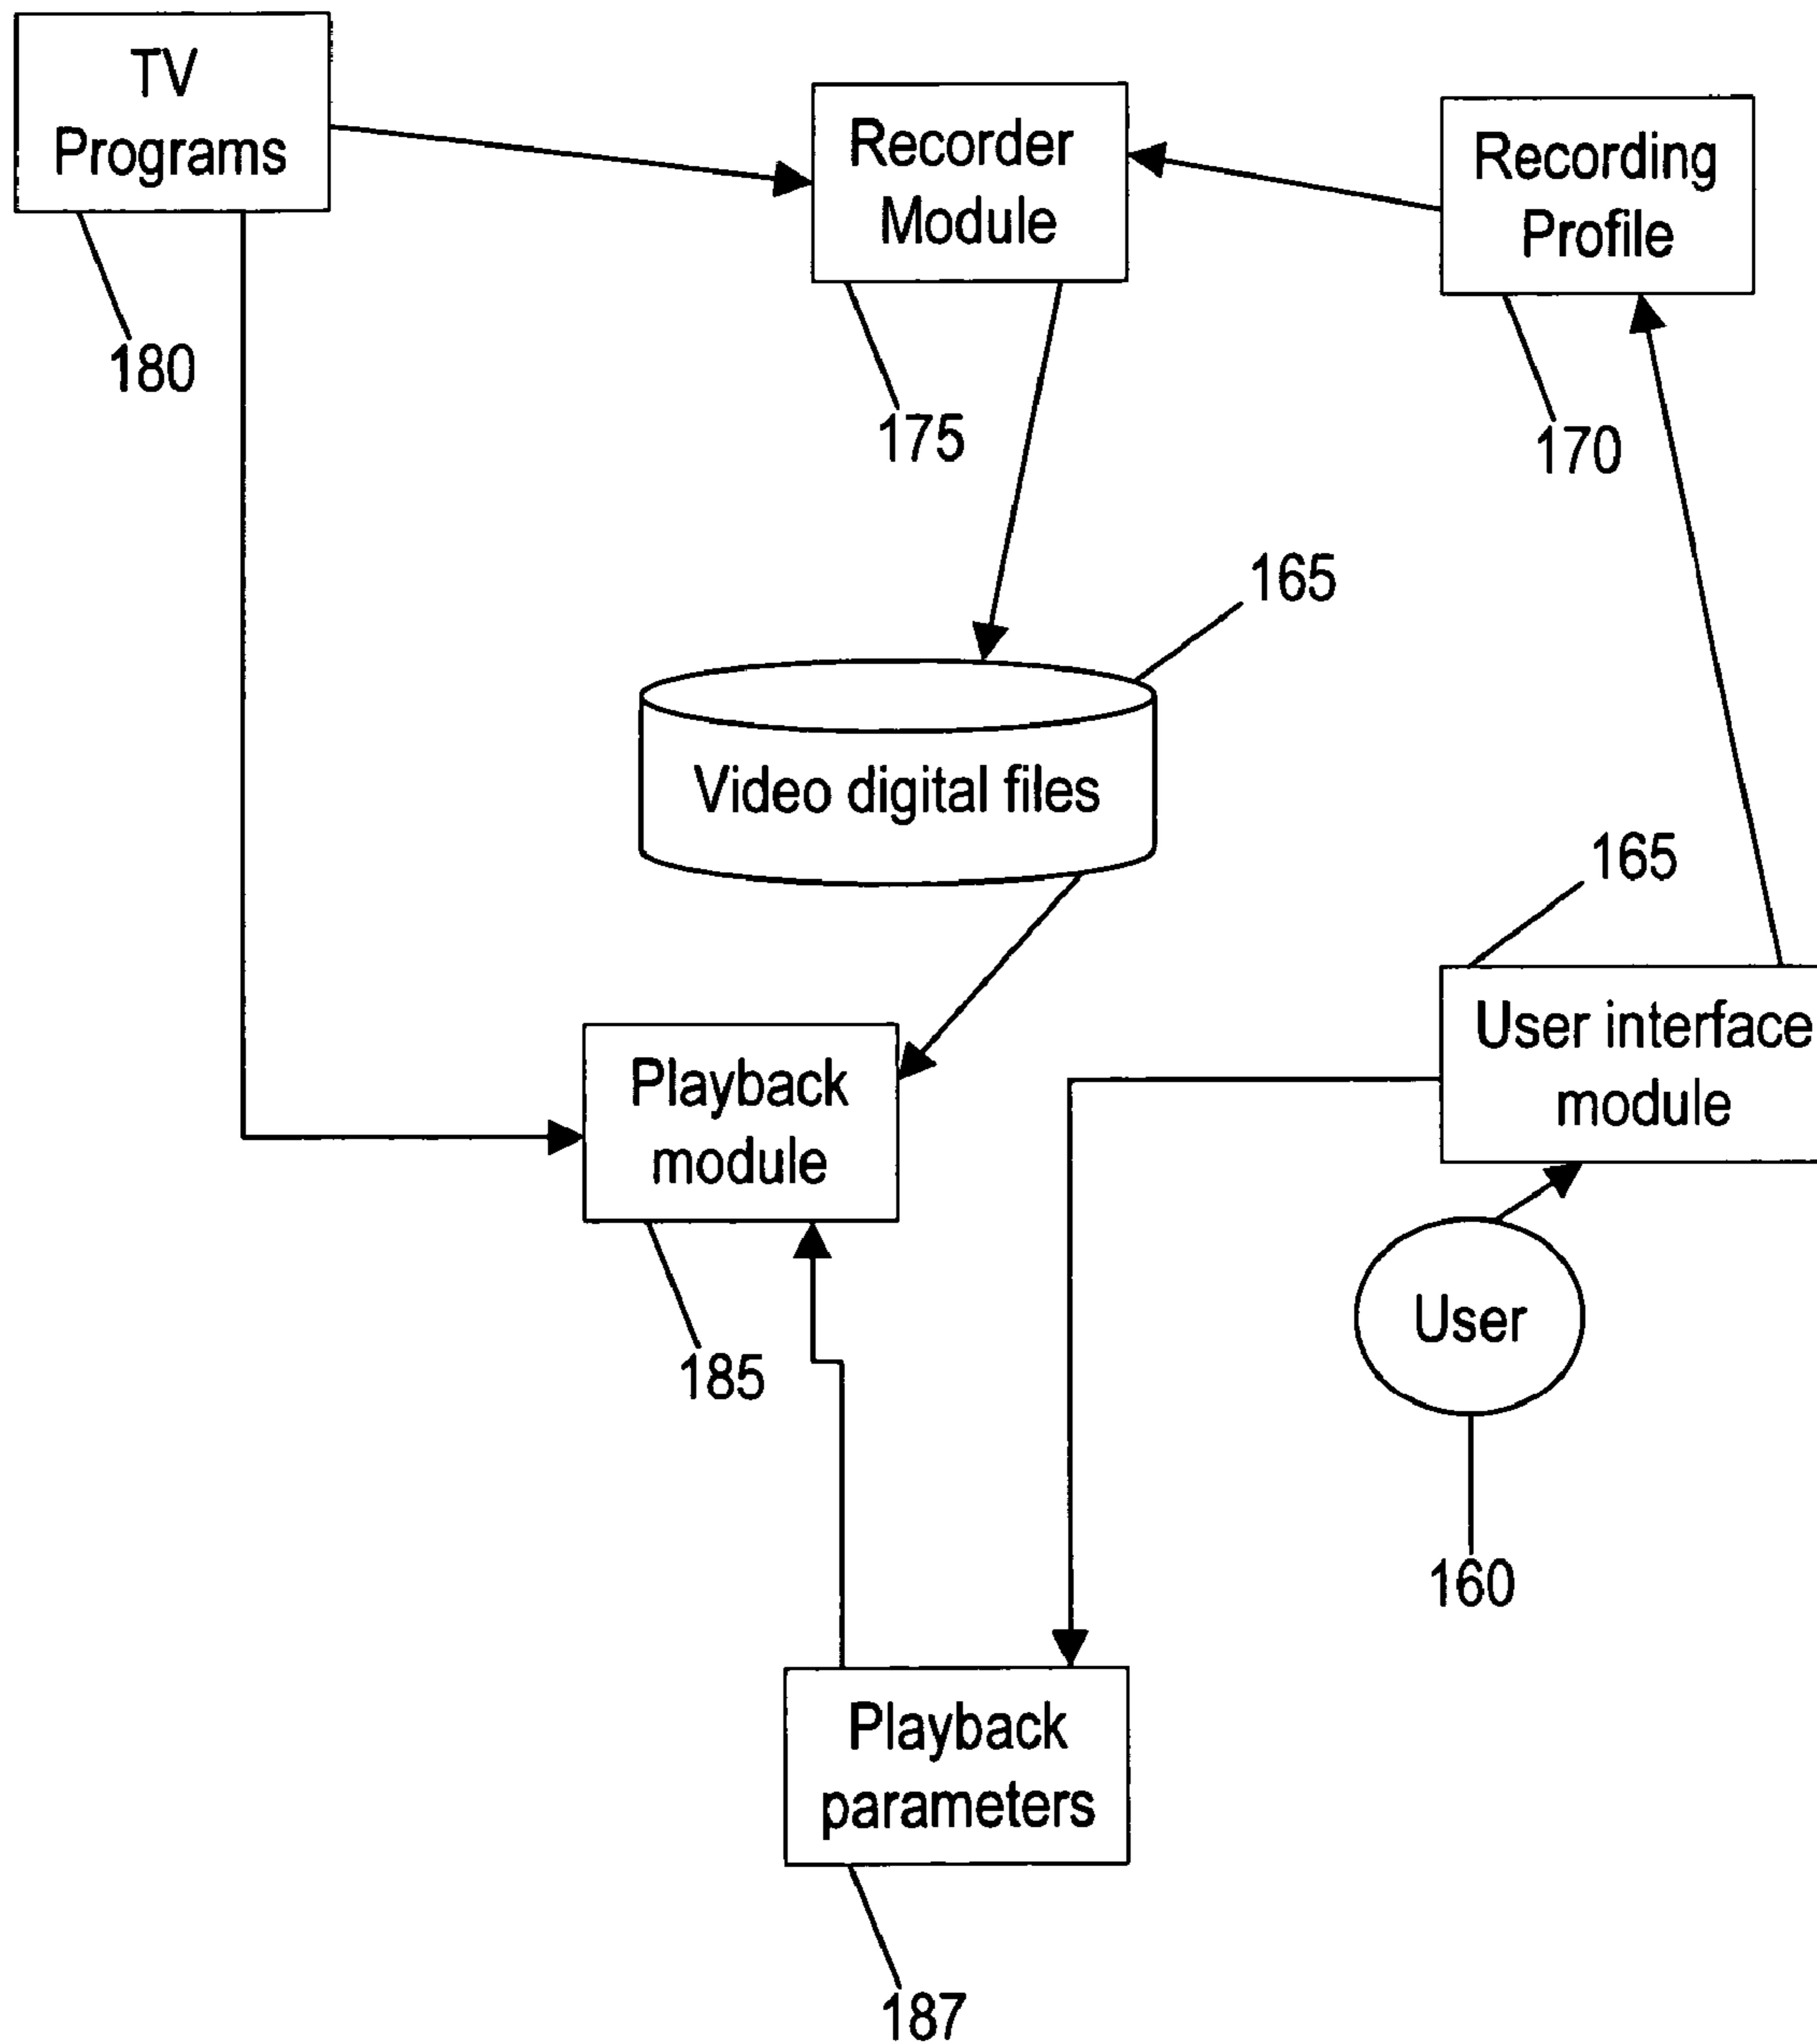 TV
Programs
180
Recorder
Module
175
Recording
Profile
170
165
Video digital files
165
User interface
module
Playback
module
185
User
160
Playback
parameters
187